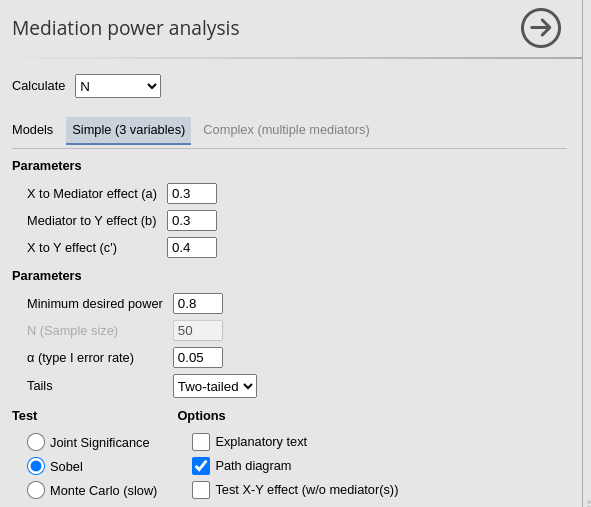 Mediation power analysis
Calculate N
Models Simple (3 variables) Complex (multiple mediators)
Parameters
X to Mediator effect (a) 0.3
Mediator to Y effect (b) 0.3
X to Y effect (c') 0.4
Parameters
Minimum desired power 0.8
N (Sample size) 50
α (type I error rate) 0.05
Tails Two-tailed
Test Options
Joint Significance Explanatory text
Sobel Path diagram
Monte Carlo (slow) Test X-Y effect (w/o mediator(s))